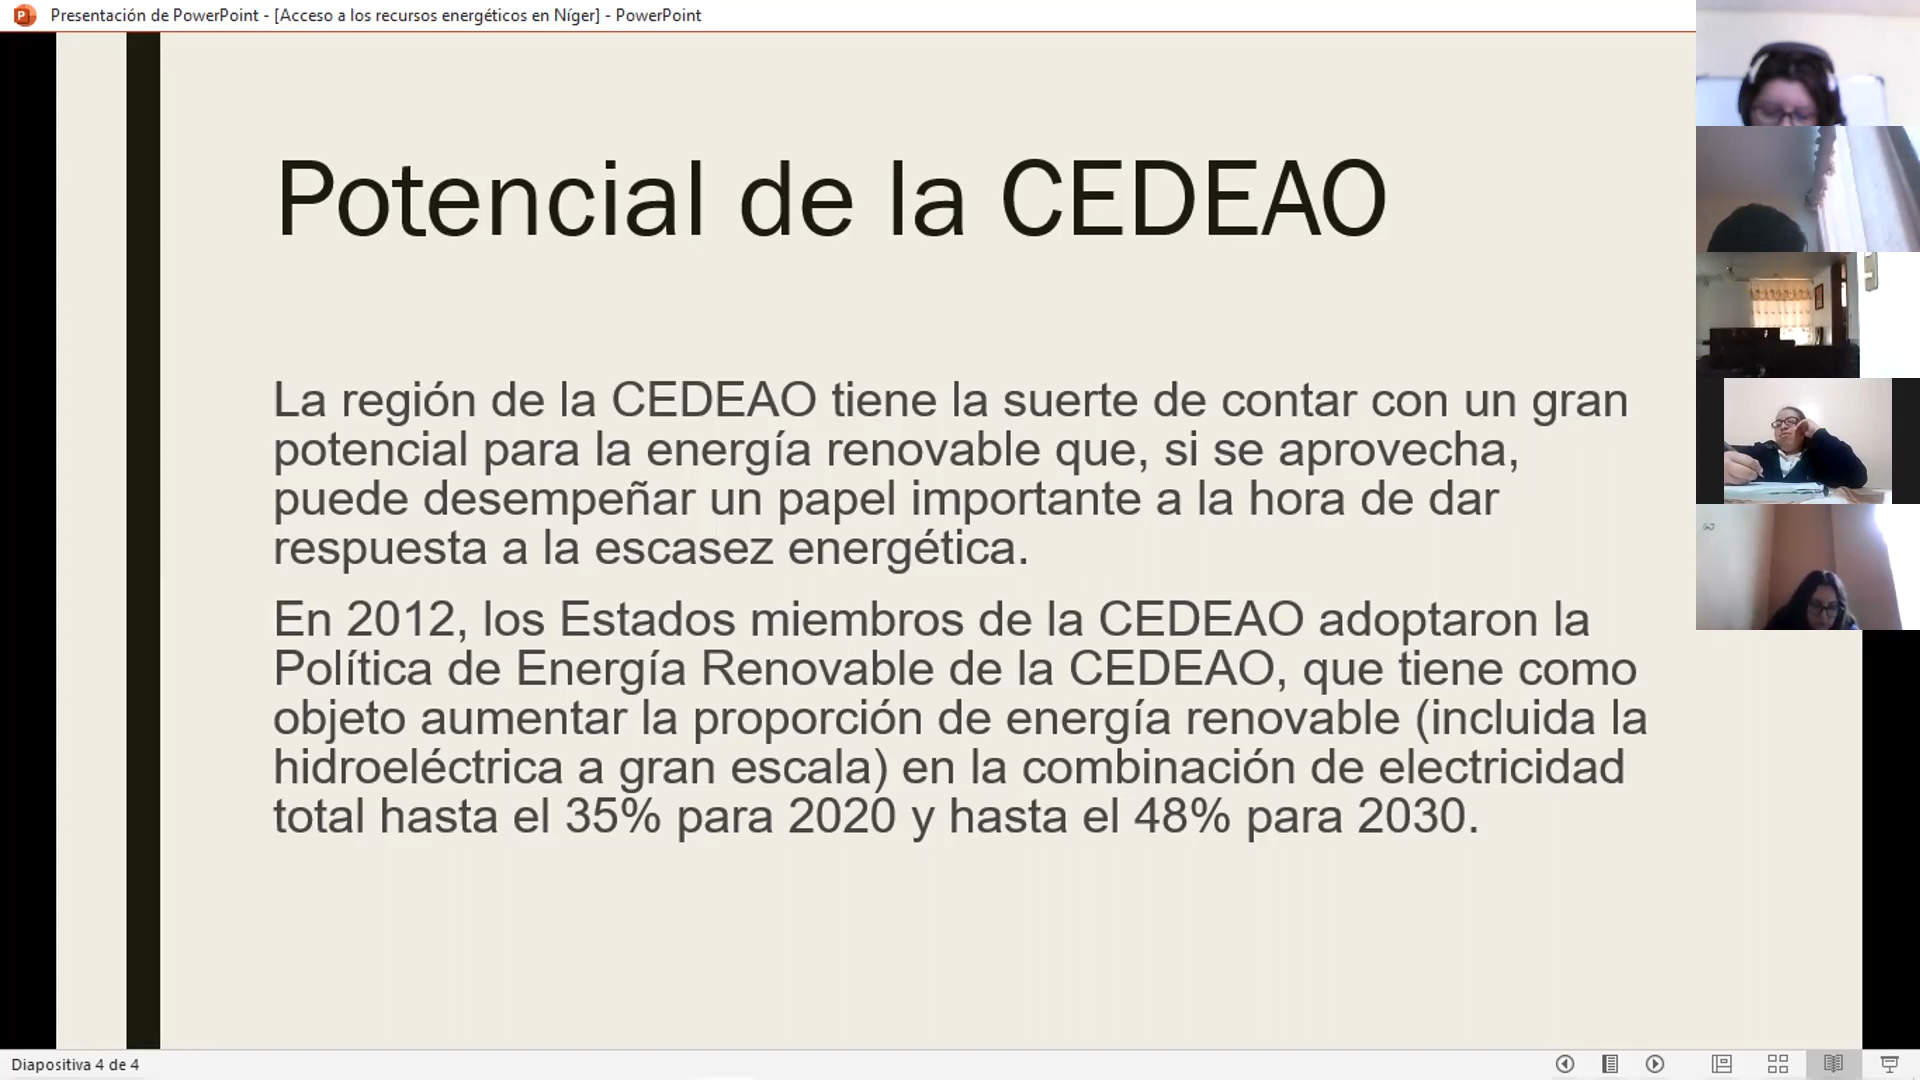 Presentación de PowerPoint - [Acceso a los recursos energéticos en Níger] - PowerPoint
Potencial de la CEDEAO
La región de la CEDEAO tiene la suerte de contar con un gran
potencial para la energía renovable que, si se aprovecha,
puede desempeñar un papel importante a la hora de dar
respuesta a la escasez energética.
En 2012, los Estados miembros de la CEDEAO adoptaron la
Política de Energía Renovable de la CEDEAO, que tiene como
objeto aumentar la proporción de energía renovable (incluida la
hidroeléctrica a gran escala) en la combinación de electricidad
total hasta el 35% para 2020 y hasta el 48% para 2030.
Diapositiva 4 de 4